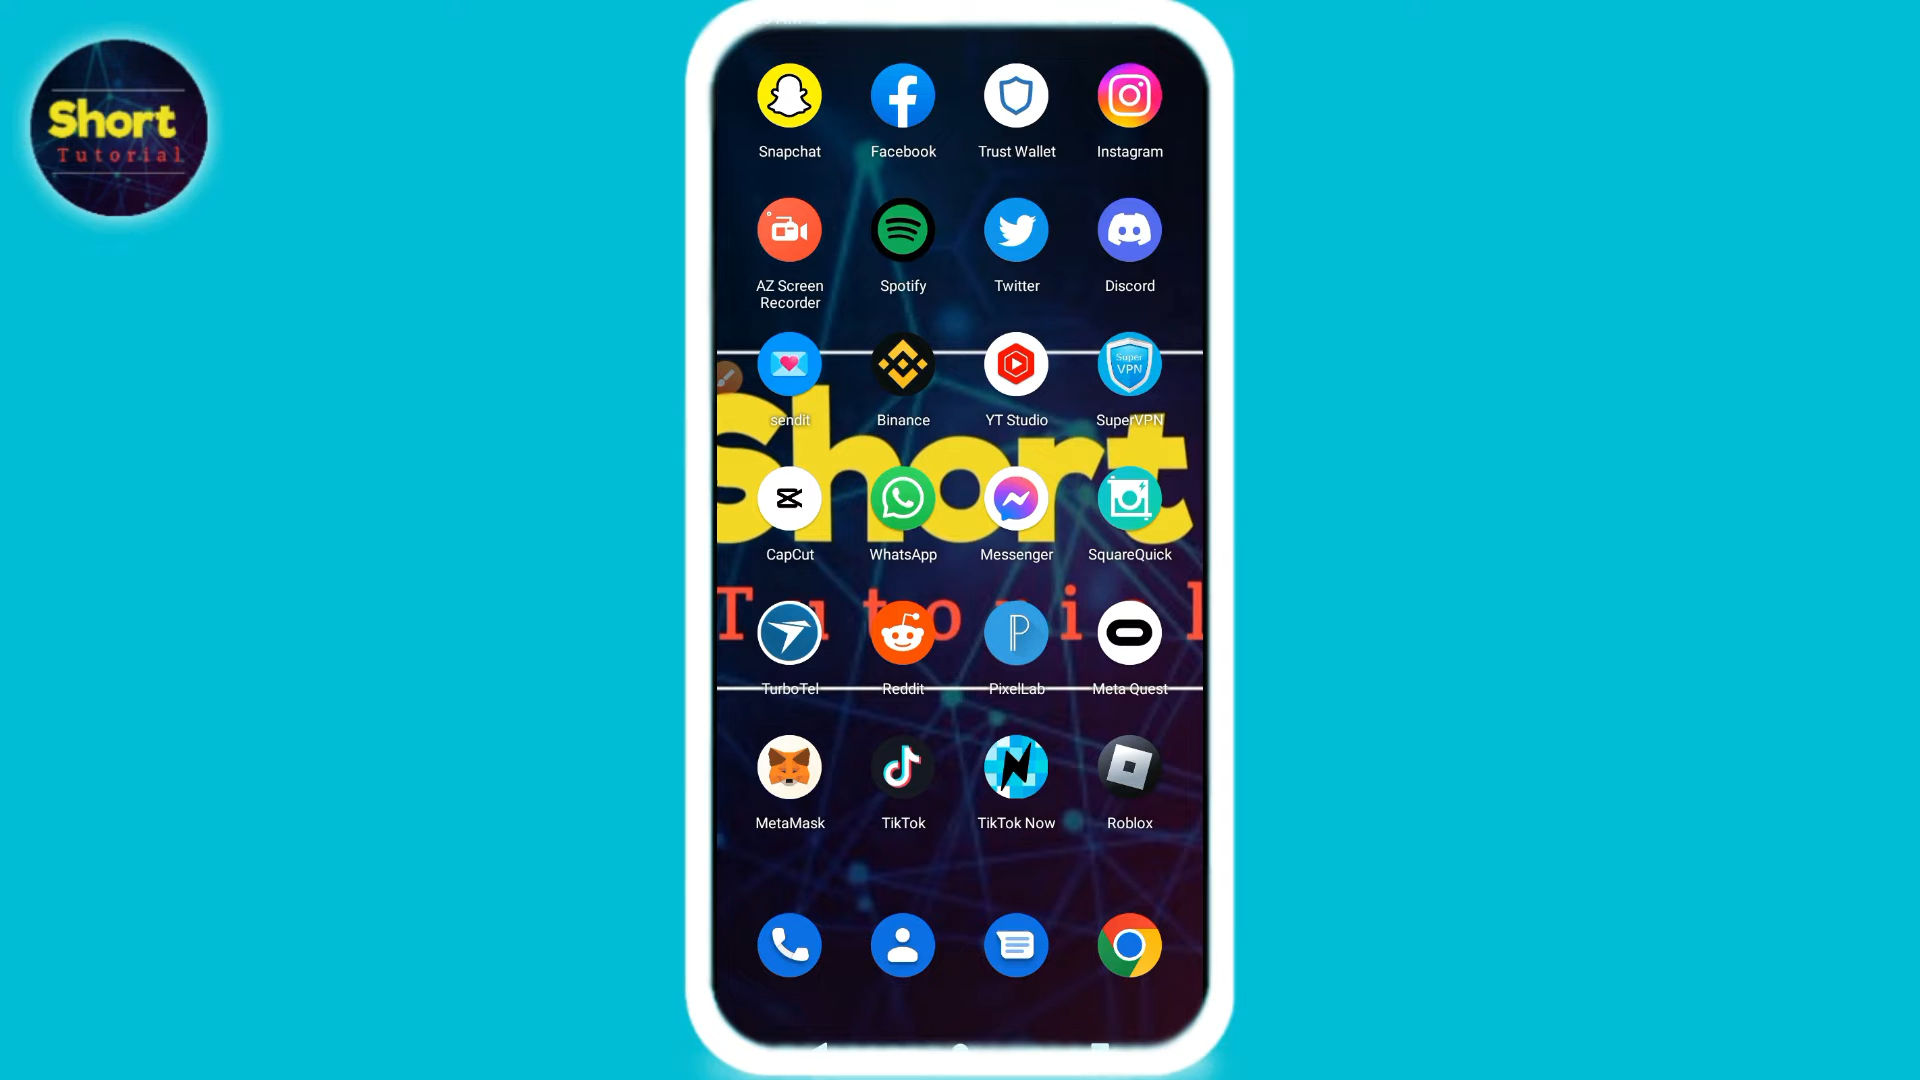 Short
Tutorial
Snapchat
Facebook
Trust Wallet
Instagram
AZ Screen
Recorder
Spotify
Twitter
Discord
Super
VPN
sendit
Binance
YT Studio
SuperVPN
Short
CapCut
WhatsApp
Messenger
SquareQuick
TurboTel
Reddit
PixelLab
Meta Quest
MetaMask
TikTok
TikTok Now
Roblox